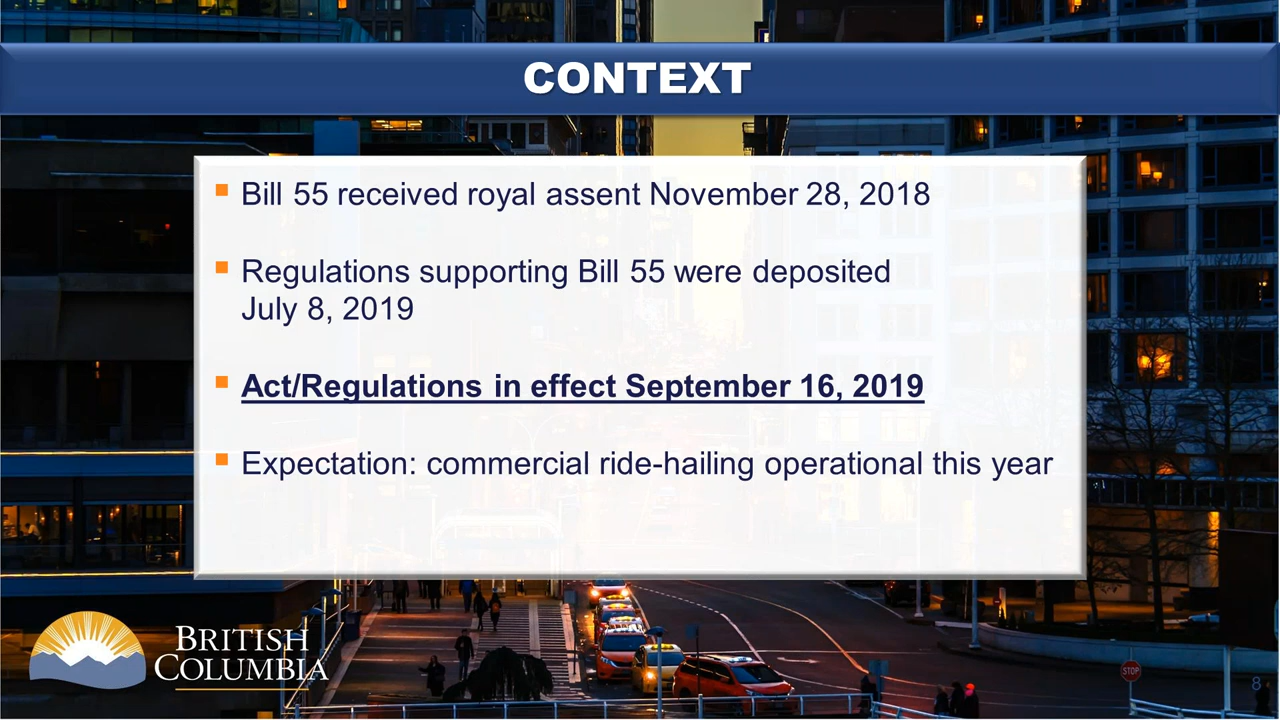 CONTEXT
▪ Bill 55 received royal assent November 28, 2018
▪ Regulations supporting Bill 55 were deposited
July 8, 2019
▪ Act/Regulations in effect September 16, 2019
▪ Expectation: commercial ride-hailing operational this year
BRITISH
COLUMBIA
STOP
8